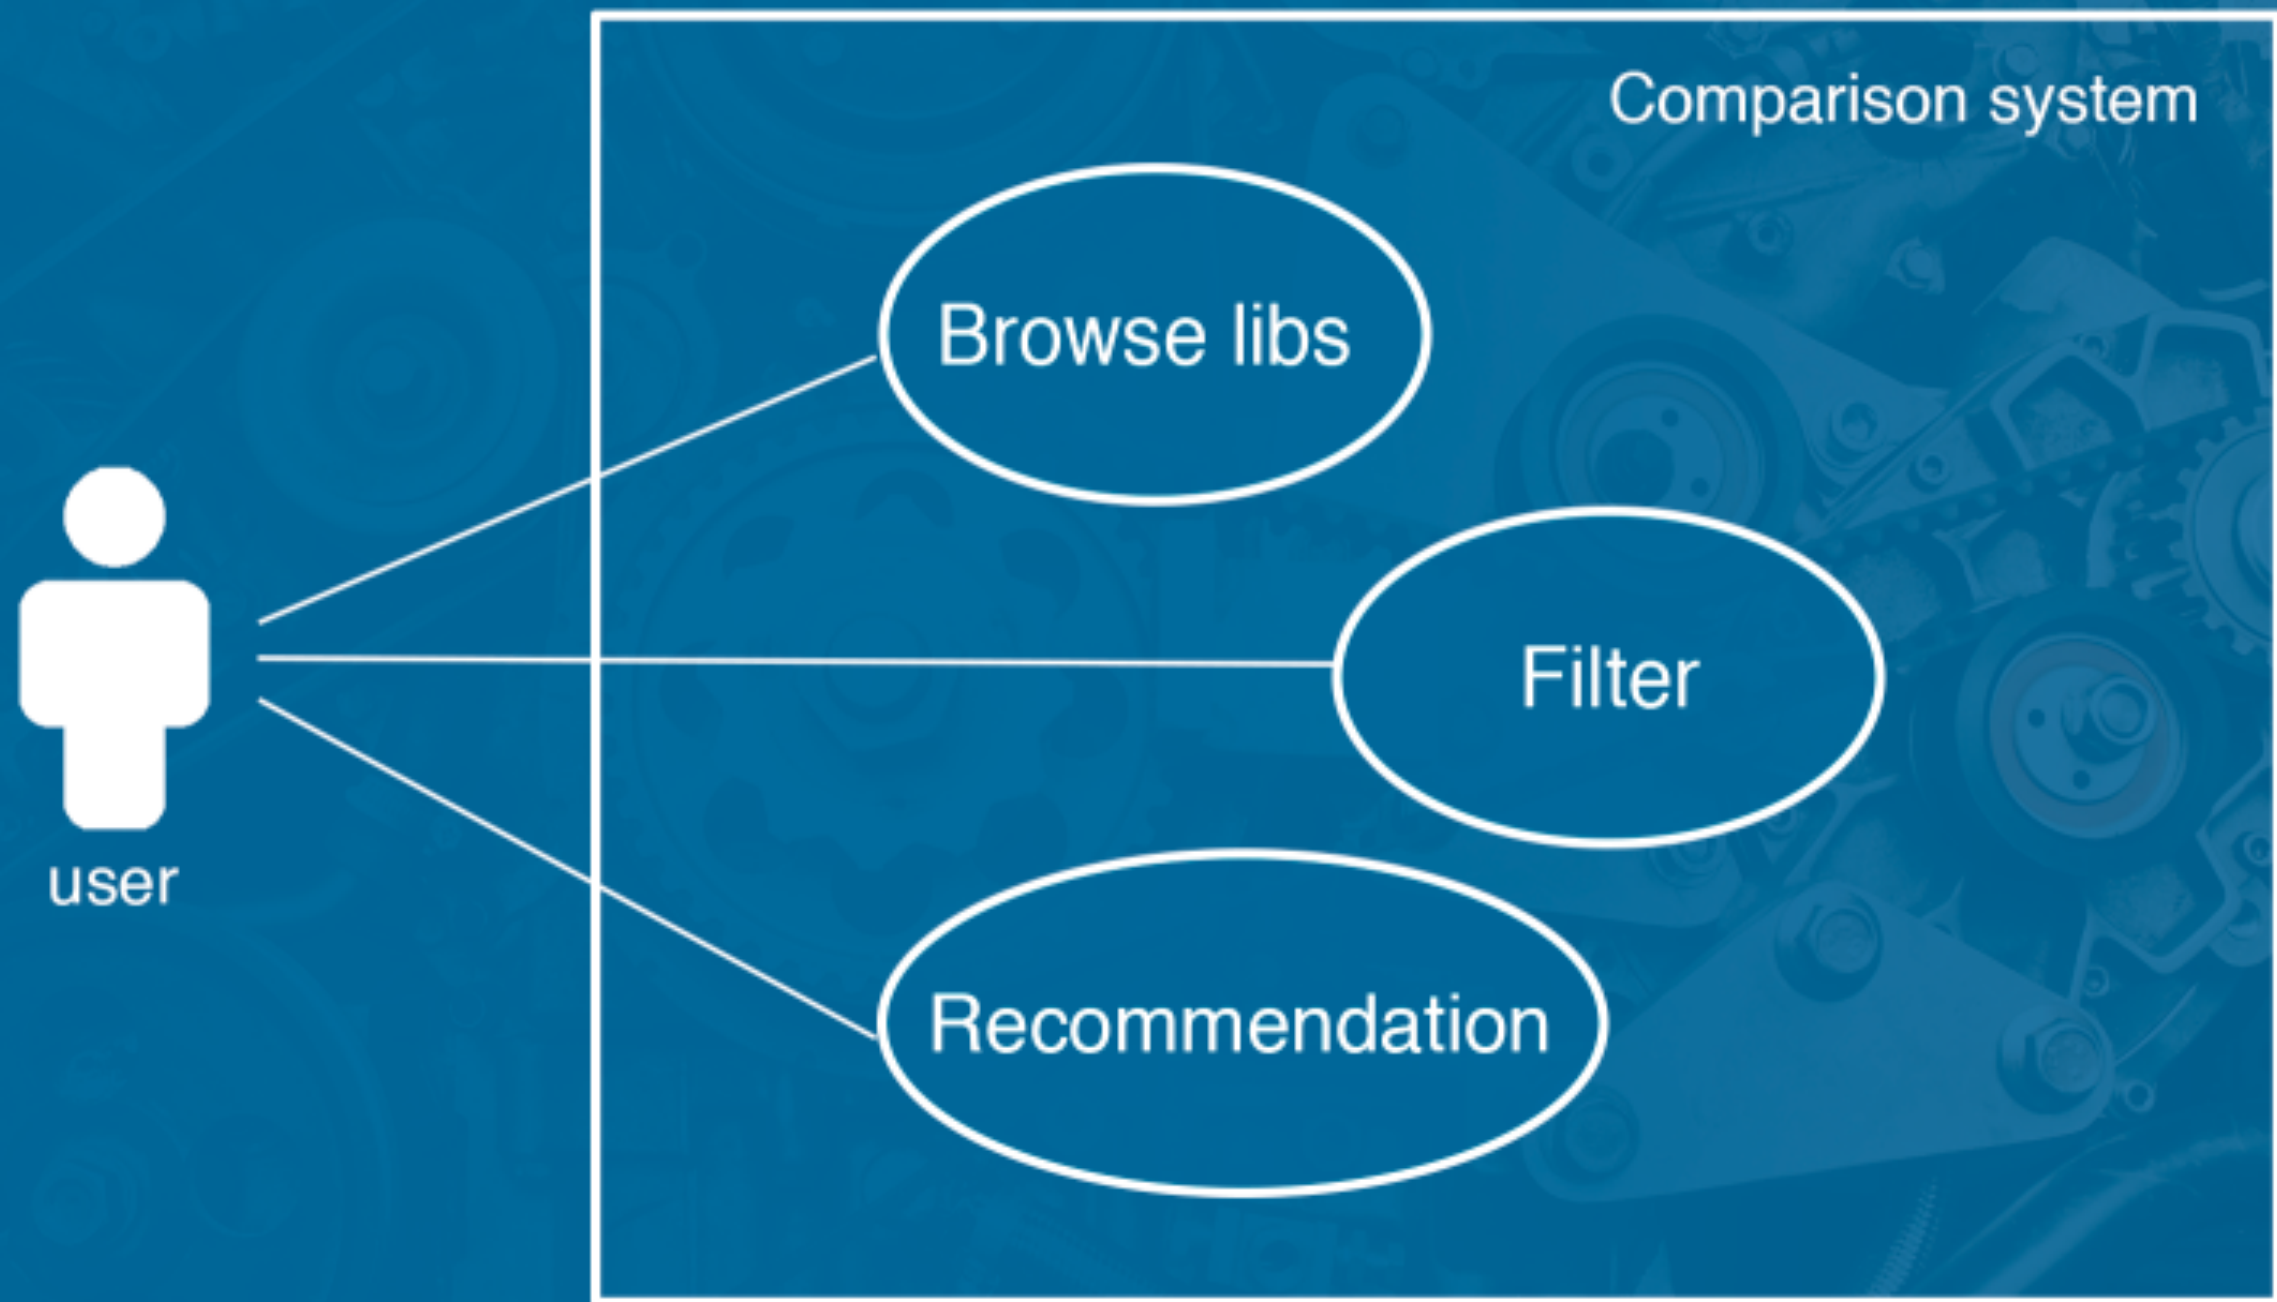 Comparison system
Browse libs
Filter
Recommendation
user